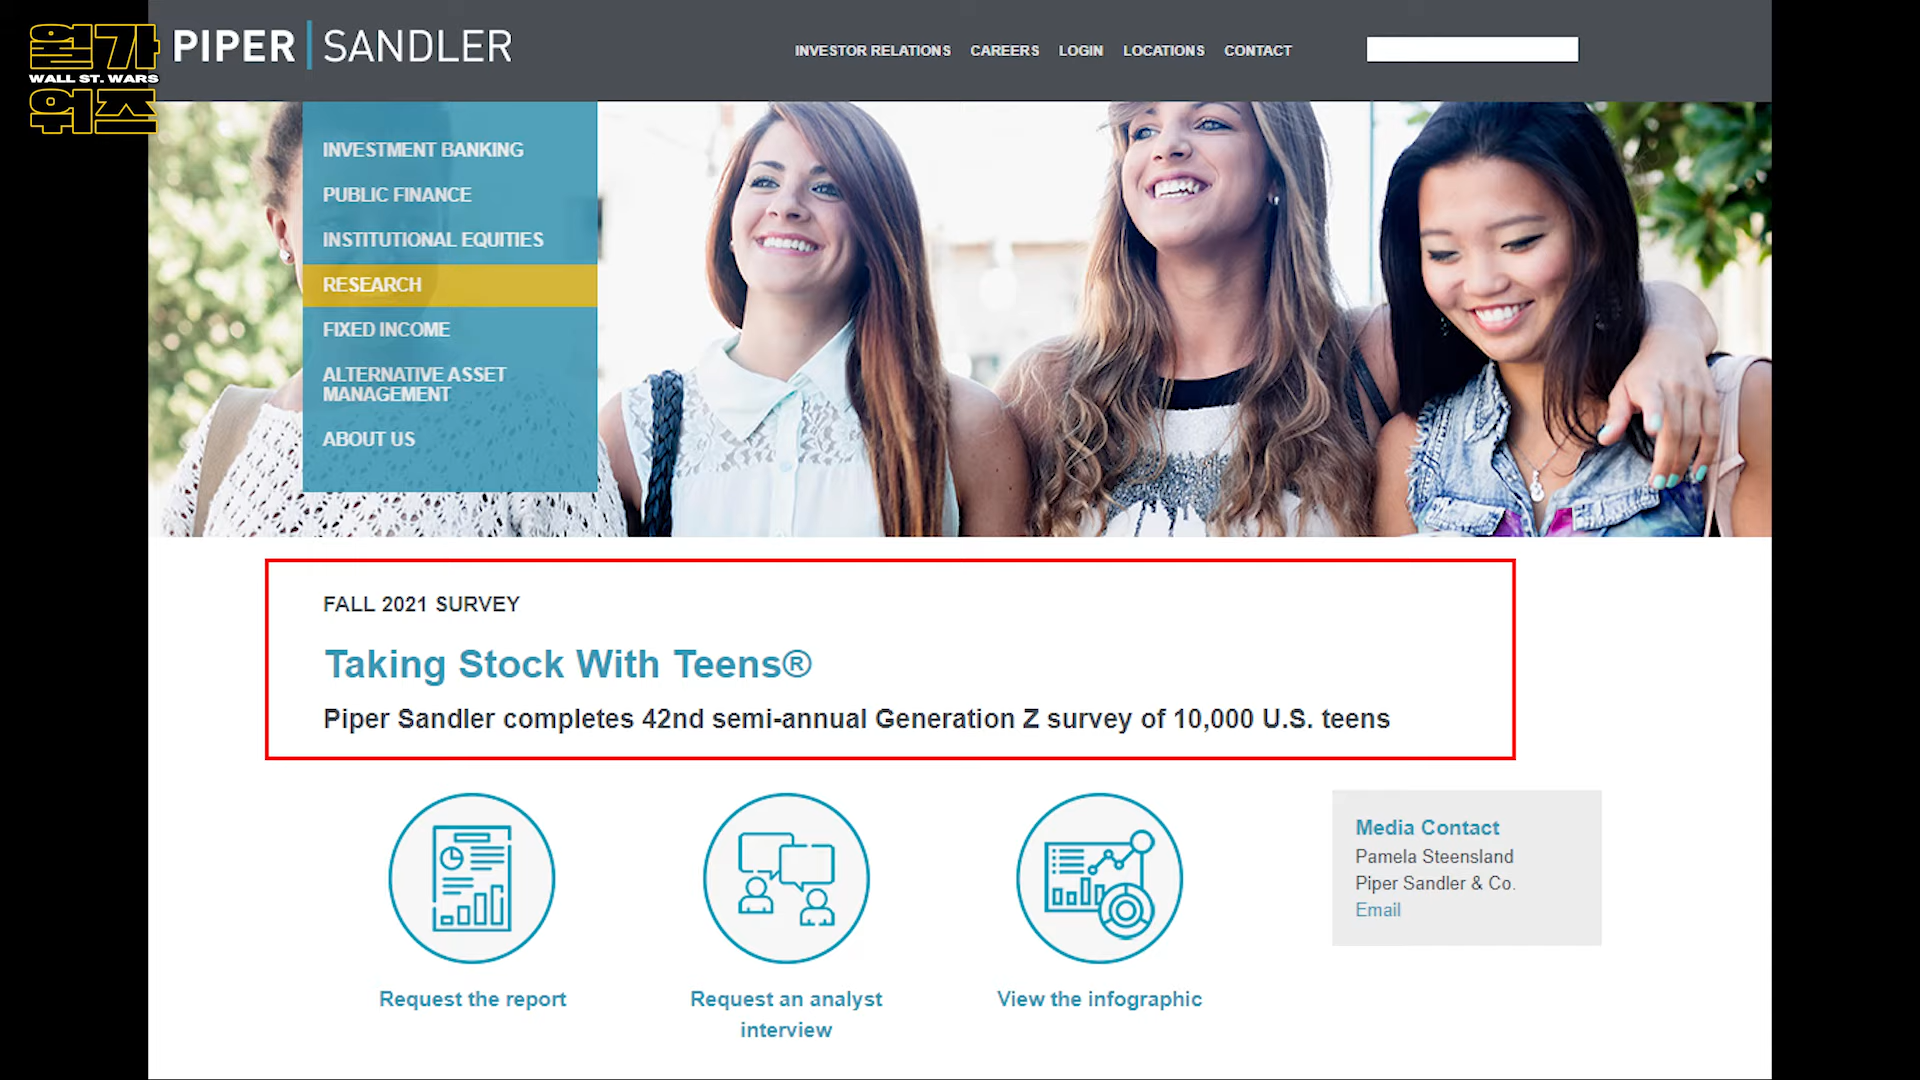 월가
WALL ST. WARS
워즈
PIPER | SANDLER
INVESTOR RELATIONS CAREERS LOGIN LOCATIONS CONTACT
INVESTMENT BANKING
PUBLIC FINANCE
INSTITUTIONAL EQUITIES
RESEARCH
FIXED INCOME
ALTERNATIVE ASSET
MANAGEMENT
ABOUT US
FALL 2021 SURVEY
Taking Stock With Teens®
Piper Sandler completes 42nd semi-annual Generation Z survey of 10,000 U.S. teens
Request the report
Request an analyst
interview
View the infographic
Media Contact
Pamela Steensland
Piper Sandler & Co.
Email